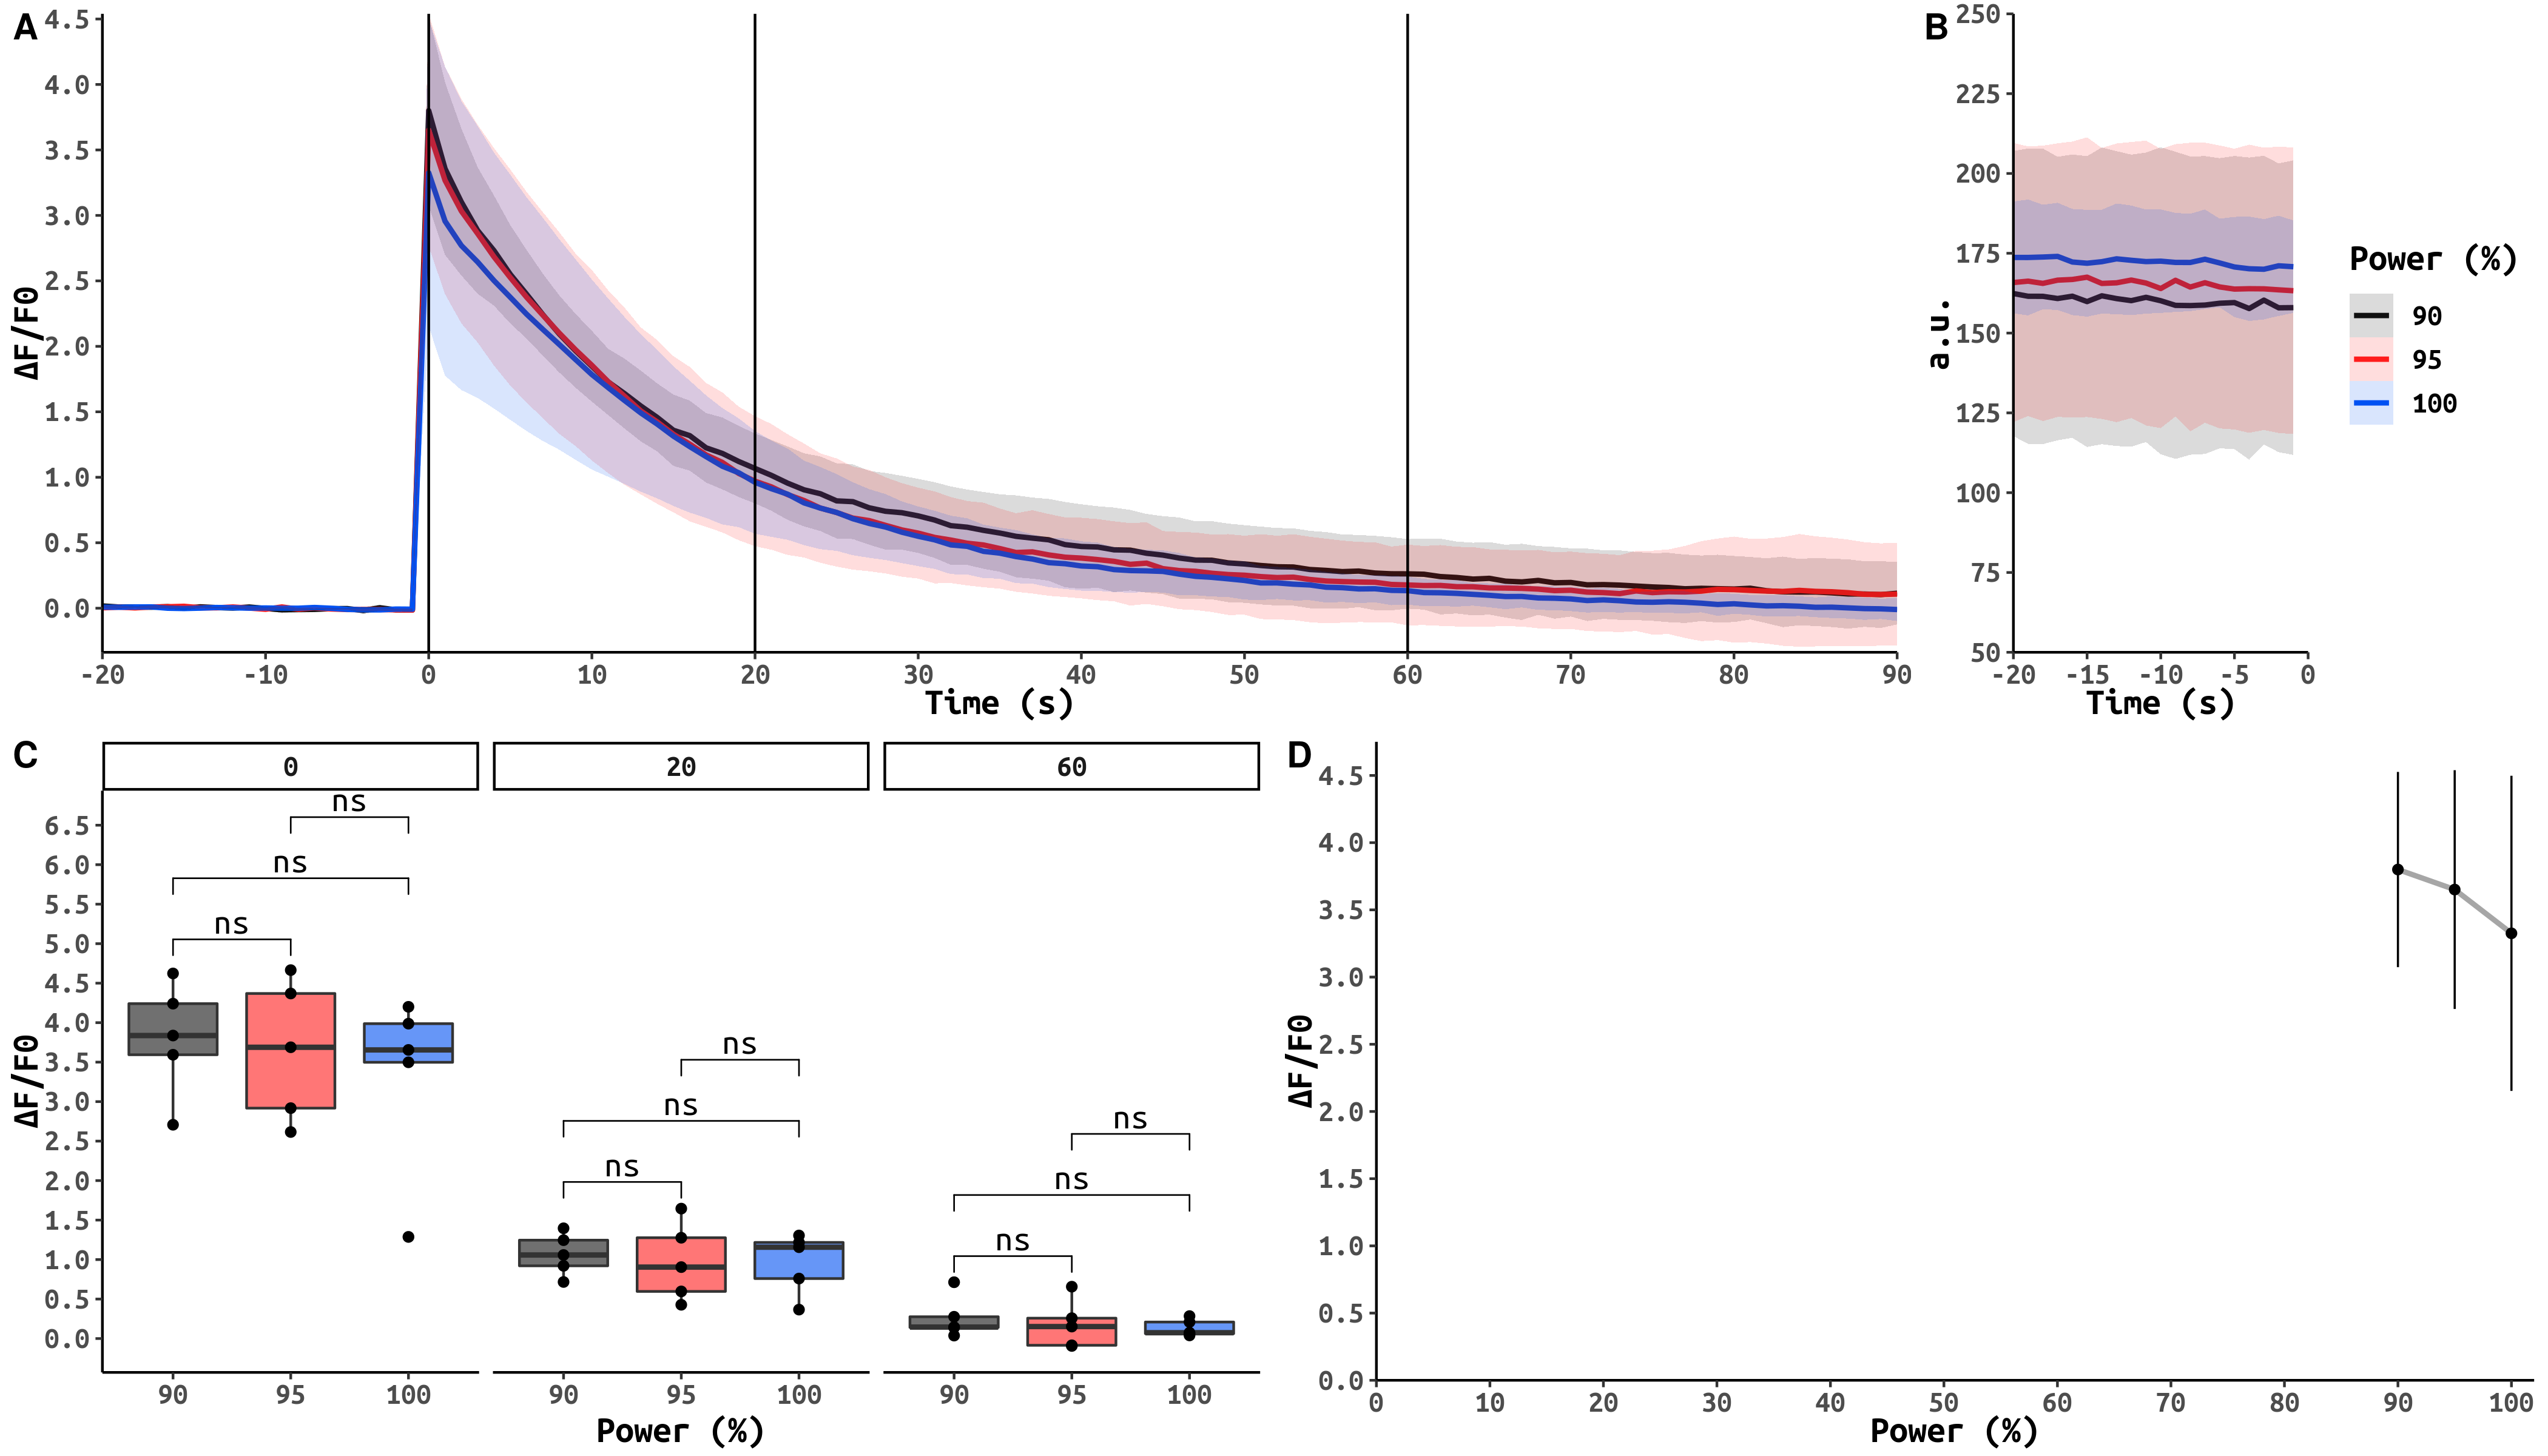 A
4.5
4.0
3.5
3.0
2.5
2.0
1.5
1.0
0.5
0.0
ΔF/F0
-20 -10 0 10 20 30 40 50 60 70 80 90
Time (s)
B
250
225
200
175
150
125
100
75
50
a.u.
-20 -15 -10 -5 0
Time (s)
Power (%)
90
95
100
C
0 20 60
6.5
6.0
5.5
5.0
4.5
4.0
3.5
3.0
2.5
2.0
1.5
1.0
0.5
0.0
ΔF/F0
ns
ns
ns
ns
ns
ns
ns
ns
ns
90 95 100 90 95 100 90 95 100
Power (%)
D
4.5
4.0
3.5
3.0
2.5
2.0
1.5
1.0
0.5
0.0
ΔF/F0
0 10 20 30 40 50 60 70 80 90 100
Power (%)